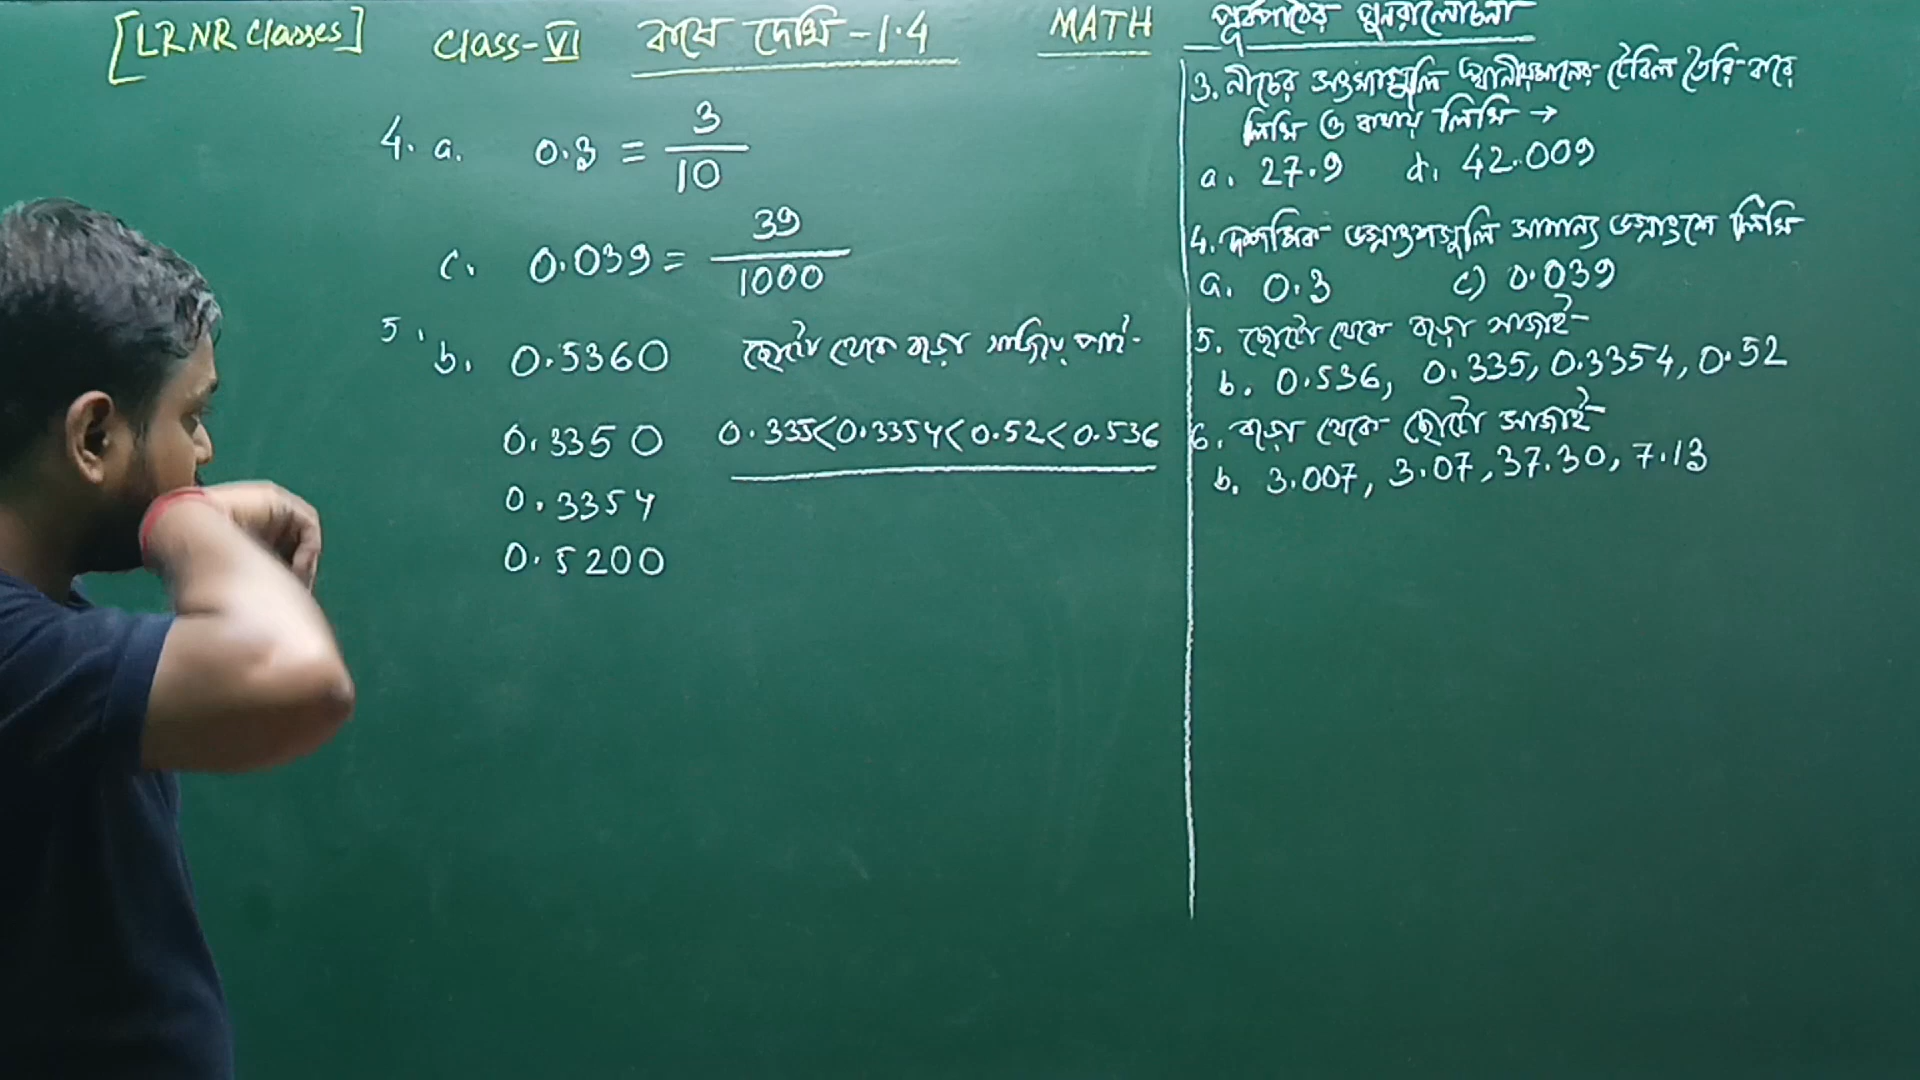 [LRNR Classes] Class-VI কষে দেখি -1.4 MATH পূর্বপাঠের পুনরালোচনা
4. a. 0.3 = 3/10
c. 0.039 = 39/1000
5. b. 0.5360 ছোটো থেকে বড়ো সাজিয়ে পাই-
0.3350 0.335<0.3354<0.52<0.536
0.3354
0.5200
3. নীচের সংখ্যাগুলি স্থানীয়মানের টেবিল তৈরি করে
লিখি ও কথায় লিখি →
a. 27.9 d. 42.009
4. দশমিক ভগ্নাংশগুলি সামান্য ভগ্নাংশে লিখি
a. 0.3 c) 0.039
5. ছোটো থেকে বড়ো সাজাই-
b. 0.536, 0.335, 0.3354, 0.52
6. বড়ো থেকে ছোটো সাজাই-
b. 3.007, 3.07, 37.30, 7.13